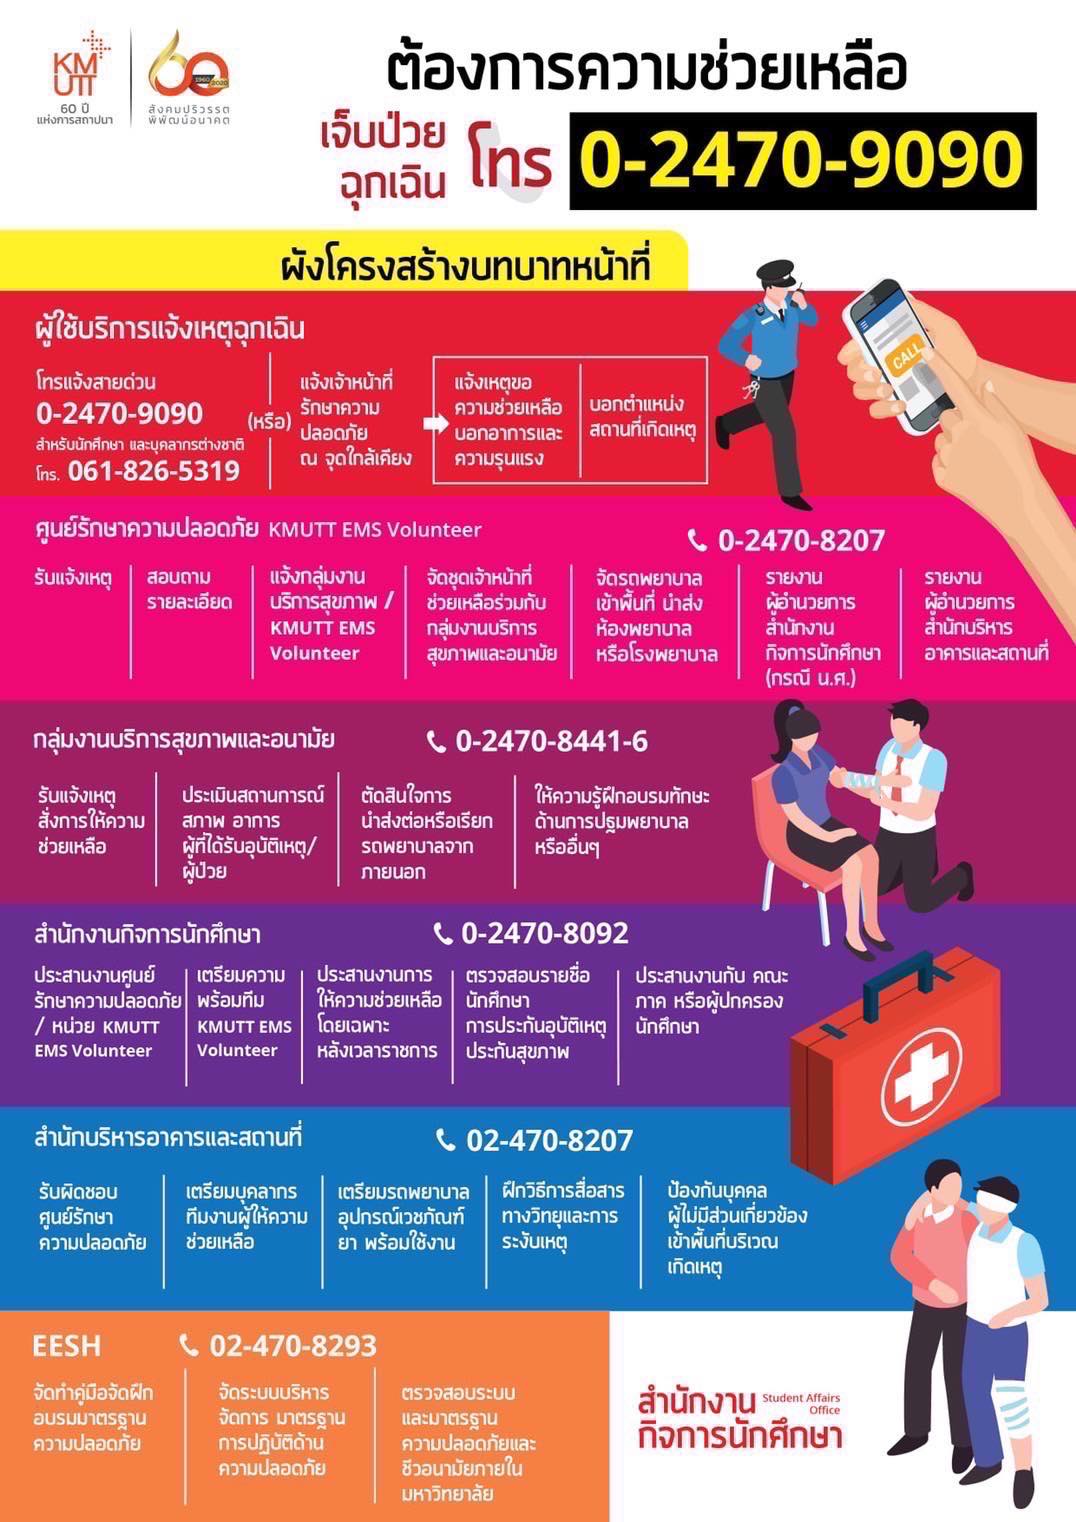 KM
UTT
60 ปี
แห่งการสถาปนา
60
1960 2020
สังคมปริวรรต
พิพัฒน์อนาคต
ต้องการความช่วยเหลือ
เจ็บป่วย
ฉุกเฉิน
โทร
0-2470-9090
ผังโครงสร้างบทบาทหน้าที่
CALL
ผู้ใช้บริการแจ้งเหตุฉุกเฉิน
โทรแจ้งสายด่วน
0-2470-9090
สำหรับนักศึกษา และบุคลากรต่างชาติ
โทร. 061-826-5319
(หรือ)
แจ้งเจ้าหน้าที่
รักษาความ
ปลอดภัย
ณ จุดใกล้เคียง
แจ้งเหตุขอ
ความช่วยเหลือ
บอกอาการและ
ความรุนแรง
บอกตำแหน่ง
สถานที่เกิดเหตุ
ศูนย์รักษาความปลอดภัย KMUTT EMS Volunteer
0-2470-8207
รับแจ้งเหตุ
สอบถาม
รายละเอียด
แจ้งกลุ่มงาน
บริการสุขภาพ /
KMUTT EMS
Volunteer
จัดชุดเจ้าหน้าที่
ช่วยเหลือร่วมกับ
กลุ่มงานบริการ
สุขภาพและอนามัย
จัดรถพยาบาล
เข้าพื้นที่ นำส่ง
ห้องพยาบาล
หรือโรงพยาบาล
รายงาน
ผู้อำนวยการ
สำนักงาน
กิจการนักศึกษา
(กรณี น.ศ.)
รายงาน
ผู้อำนวยการ
สำนักบริหาร
อาคารและสถานที่
กลุ่มงานบริการสุขภาพและอนามัย
0-2470-8441-6
รับแจ้งเหตุ
สั่งการให้ความ
ช่วยเหลือ
ประเมินสถานการณ์
สภาพ อาการ
ผู้ที่ได้รับอุบัติเหตุ/
ผู้ป่วย
ตัดสินใจการ
นำส่งต่อหรือเรียก
รถพยาบาลจาก
ภายนอก
ให้ความรู้ฝึกอบรมทักษะ
ด้านการปฐมพยาบาล
หรืออื่นๆ
สำนักงานกิจการนักศึกษา
0-2470-8092
ประสานงานศูนย์
รักษาความปลอดภัย
/ หน่วย KMUTT
EMS Volunteer
เตรียมความ
พร้อมทีม
KMUTT EMS
Volunteer
ประสานงานการ
ให้ความช่วยเหลือ
โดยเฉพาะ
หลังเวลาราชการ
ตรวจสอบรายชื่อ
นักศึกษา
การประกันอุบัติเหตุ
ประกันสุขภาพ
ประสานงานกับ คณะ
ภาค หรือผู้ปกครอง
นักศึกษา
สำนักบริหารอาคารและสถานที่
02-470-8207
รับผิดชอบ
ศูนย์รักษา
ความปลอดภัย
เตรียมบุคลากร
ทีมงานผู้ให้ความ
ช่วยเหลือ
เตรียมรถพยาบาล
อุปกรณ์เวชภัณฑ์
ยา พร้อมใช้งาน
ฝึกวิธีการสื่อสาร
ทางวิทยุและการ
ระงับเหตุ
ป้องกันบุคคล
ผู้ไม่มีส่วนเกี่ยวข้อง
เข้าพื้นที่บริเวณ
เกิดเหตุ
EESH
02-470-8293
จัดทำคู่มือจัดฝึก
อบรมมาตรฐาน
ความปลอดภัย
จัดระบบบริหาร
จัดการ มาตรฐาน
การปฏิบัติด้าน
ความปลอดภัย
ตรวจสอบระบบ
และมาตรฐาน
ความปลอดภัยและ
ชีวอนามัยภายใน
มหาวิทยาลัย
สำนักงาน
Student Affairs
Office
กิจการนักศึกษา